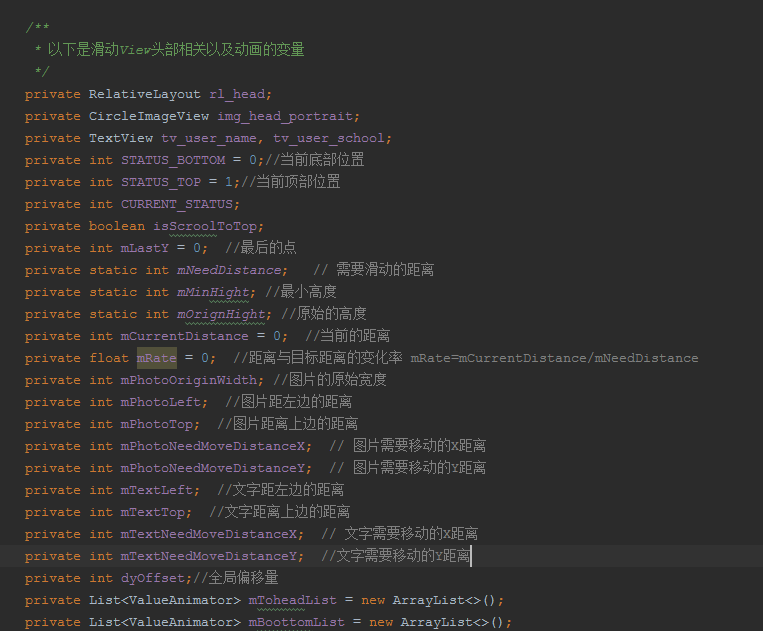 /**
* 以下是滑动View头部相关以及动画的变量
*/
private RelativeLayout rl_head;
private CircleImageView img_head_portrait;
private TextView tv_user_name, tv_user_school;
private int STATUS_BOTTOM = 0;//当前底部位置
private int STATUS_TOP = 1;//当前顶部位置
private int CURRENT_STATUS;
private boolean isScroolToTop;
private int mLastY = 0;  //最后的点
private static int mNeedDistance;   // 需要滑动的距离
private static int mMinHight; //最小高度
private static int mOrignHight; //原始的高度
private int mCurrentDistance = 0;  //当前的距离
private float mRate = 0;  //距离与目标距离的变化率 mRate=mCurrentDistance/mNeedDistance
private int mPhotoOriginWidth; //图片的原始宽度
private int mPhotoLeft;  //图片距左边的距离
private int mPhotoTop;  //图片距离上边的距离
private int mPhotoNeedMoveDistanceX;  // 图片需要移动的X距离
private int mPhotoNeedMoveDistanceY;  // 图片需要移动的Y距离
private int mTextLeft;  //文字距左边的距离
private int mTextTop;  //文字距离上边的距离
private int mTextNeedMoveDistanceX;  // 文字需要移动的X距离
private int mTextNeedMoveDistanceY;  //文字需要移动的Y距离
private int dyOffset;//全局偏移量
private List<ValueAnimator> mToheadList = new ArrayList<>();
private List<ValueAnimator> mBoottomList = new ArrayList<>();